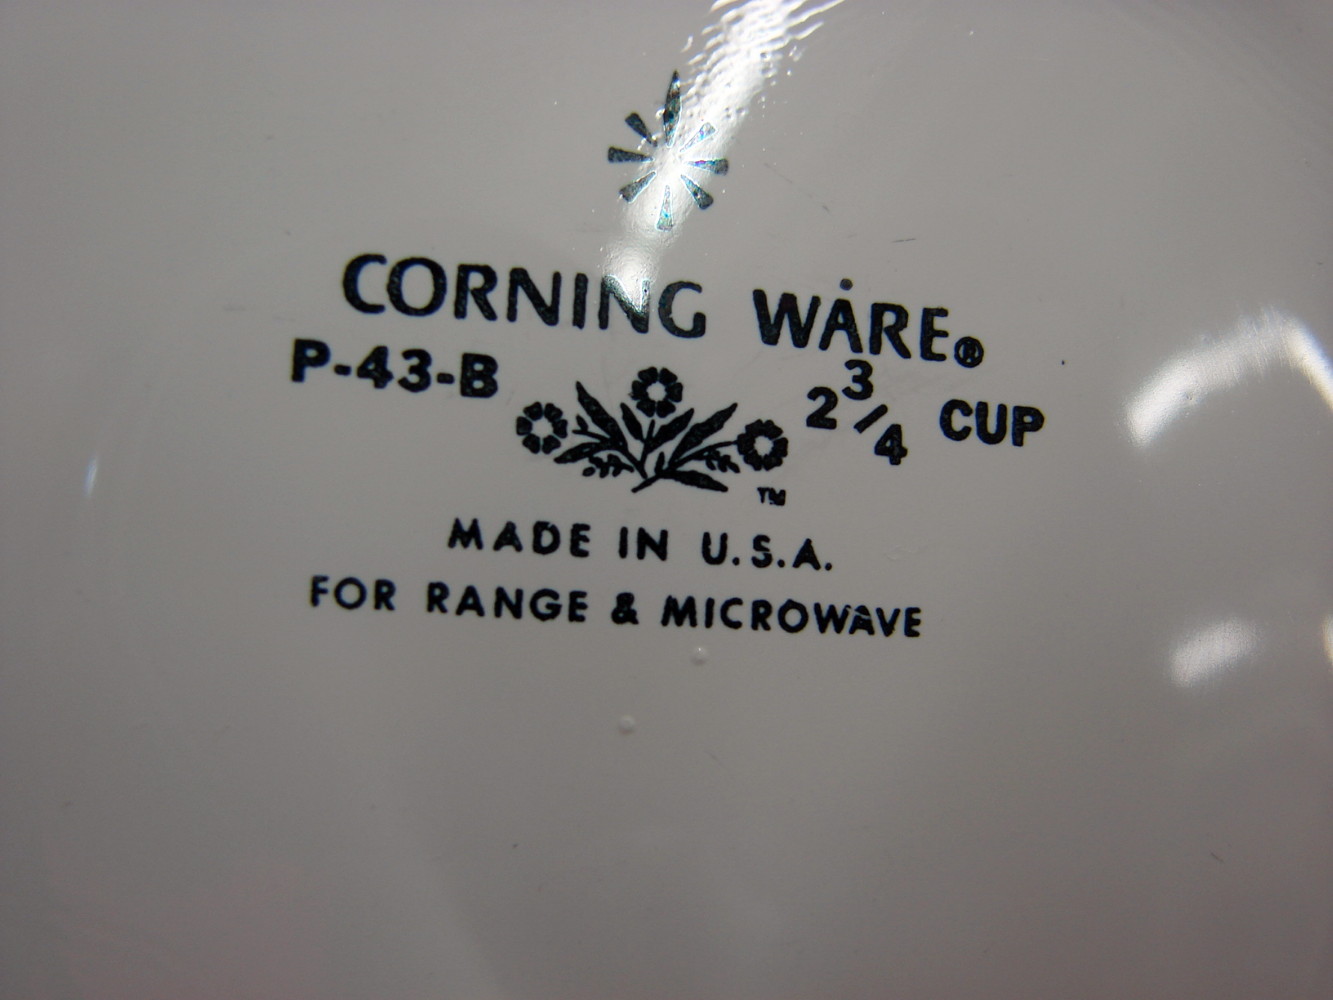 CORNING WARE®
P-43-B 2 3/4 CUP
TM
MADE IN U.S.A.
FOR RANGE & MICROWAVE